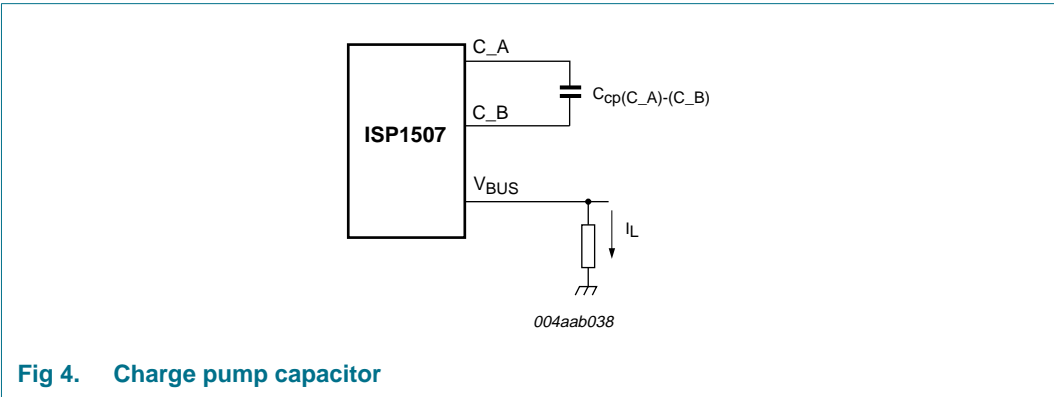 C_A
Ccp(C_A)-(C_B)
C_B
ISP1507
VBUS
IL
004aab038
Fig 4. Charge pump capacitor